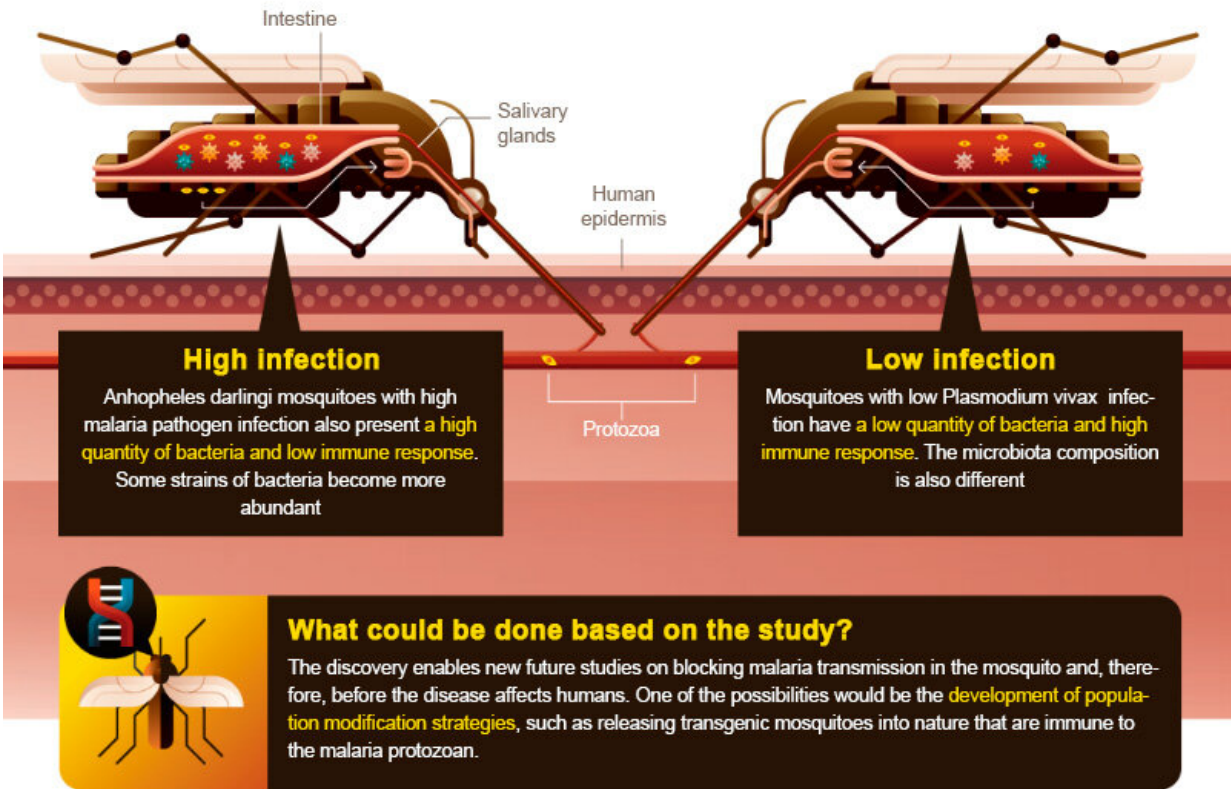 Intestine
Salivary
glands
Human
epidermis
High infection
Anhopheles darlingi mosquitoes with high
malaria pathogen infection also present a high
quantity of bacteria and low immune response.
Some strains of bacteria become more
abundant
Protozoa
Low infection
Mosquitoes with low Plasmodium vivax infec-
tion have a low quantity of bacteria and high
immune response. The microbiota composition
is also different
What could be done based on the study?
The discovery enables new future studies on blocking malaria transmission in the mosquito and, there-
fore, before the disease affects humans. One of the possibilities would be the development of popula-
tion modification strategies, such as releasing transgenic mosquitoes into nature that are immune to
the malaria protozoan.